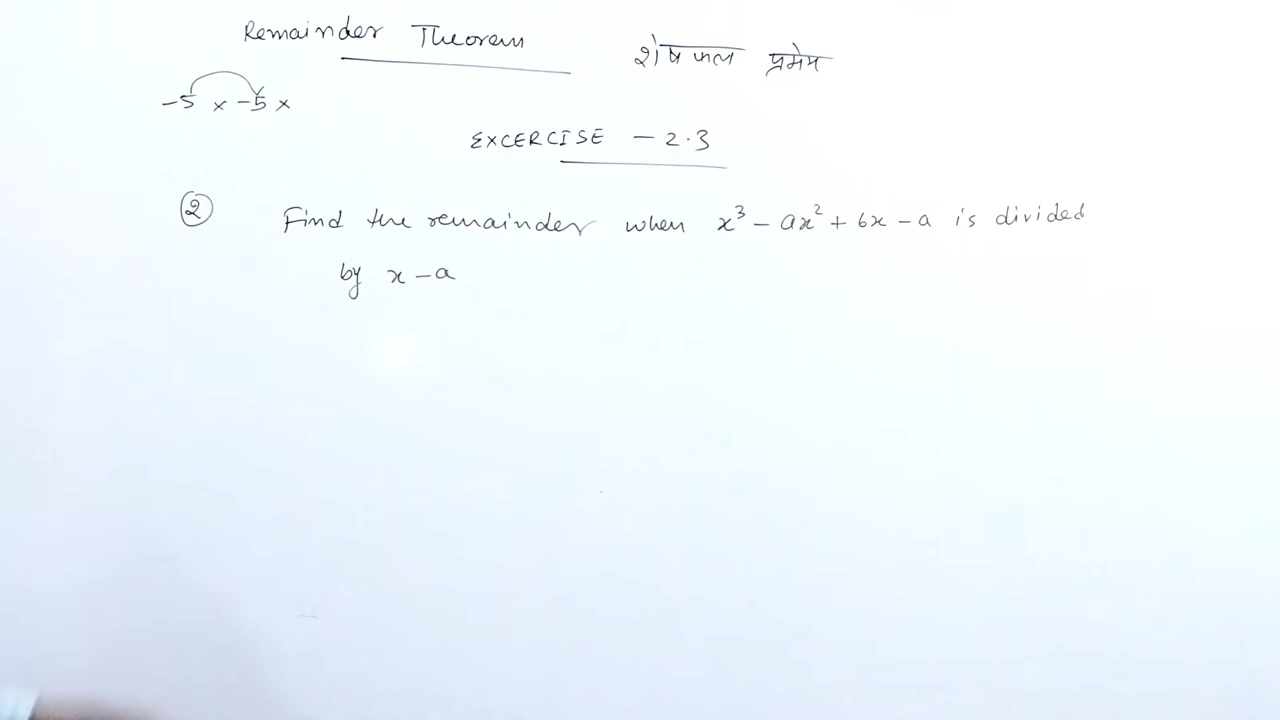 Remainder Theorem शेषफल प्रमेय
-5 x -5 x
EXCERCISE - 2.3
② Find the remainder when x³ - ax² + 6x - a is divided
by x - a